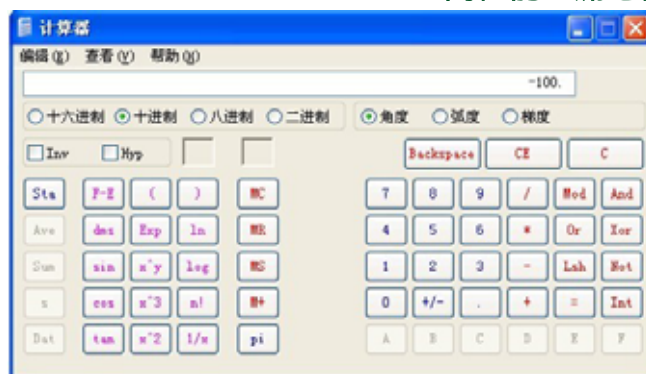 计算器
编辑(E) 查看(V) 帮助(H)
-100.
十六进制 十进制 八进制 二进制 角度 弧度 梯度
Inv Hyp Backspace CE C
Sta F-E ( ) MC 7 8 9 / Mod And
Ave dms Exp ln MR 4 5 6 * Or Xor
Sum sin x^y log MS 1 2 3 - Lsh Not
s cos x^3 n! M+ 0 +/- . + = Int
Dat tan x^2 1/x pi A B C D E F